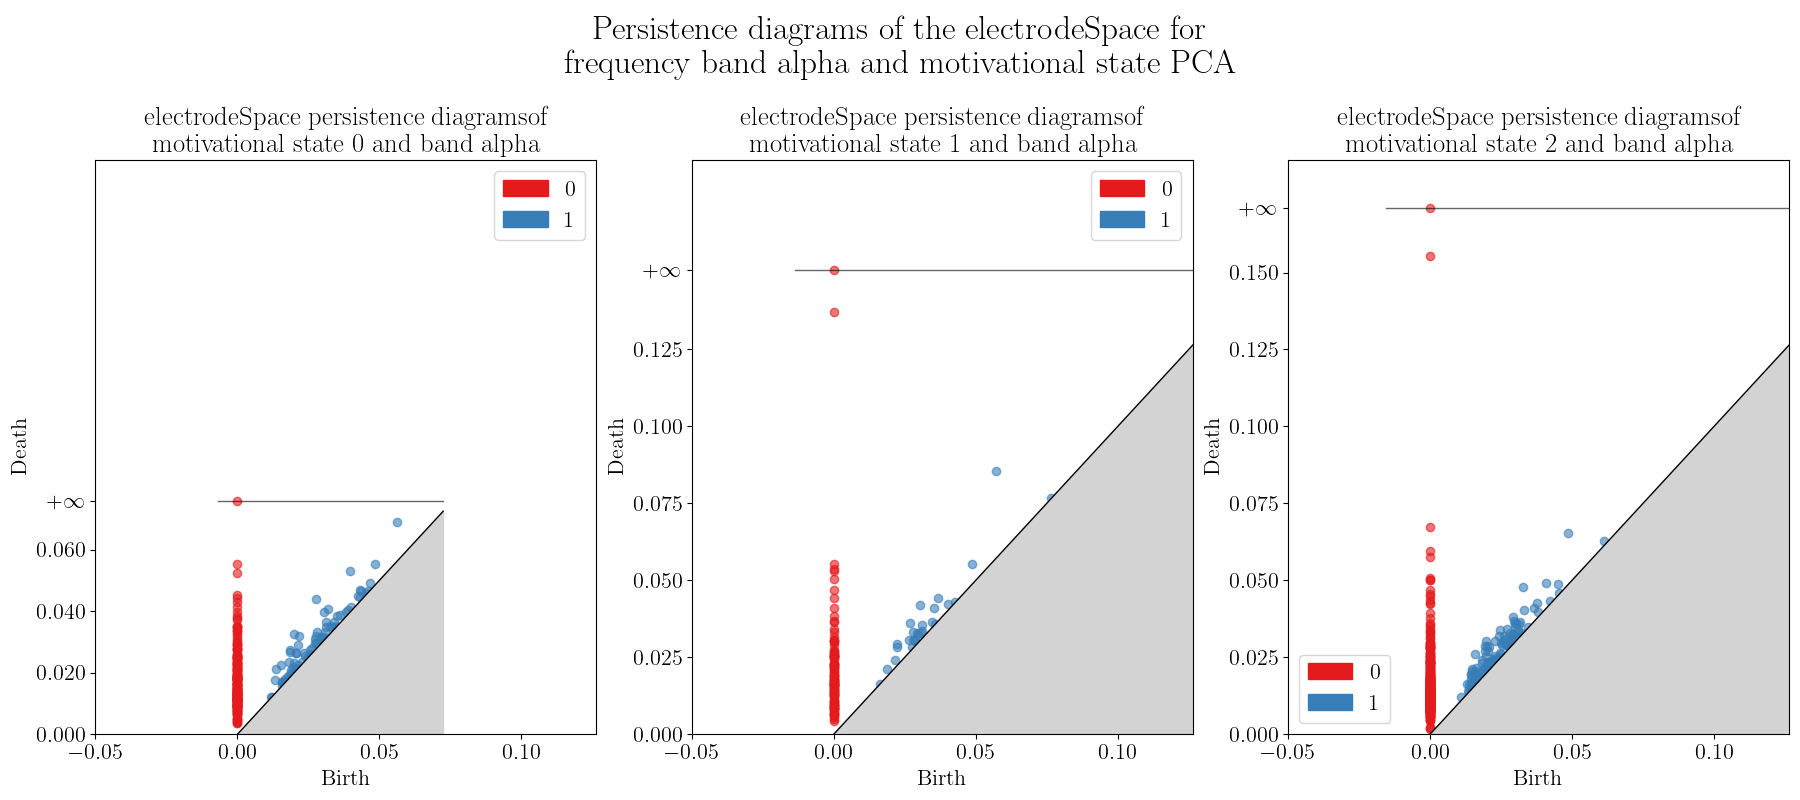 Persistence diagrams of the electrodeSpace for
frequency band alpha and motivational state PCA
electrodeSpace persistence diagramsof
motivational state 0 and band alpha
0
1
Death
+∞
0.060
0.040
0.020
0.000
−0.05
0.00
0.05
0.10
Birth
electrodeSpace persistence diagramsof
motivational state 1 and band alpha
0
1
Death
+∞
0.125
0.100
0.075
0.050
0.025
0.000
−0.05
0.00
0.05
0.10
Birth
electrodeSpace persistence diagramsof
motivational state 2 and band alpha
Death
+∞
0.150
0.125
0.100
0.075
0.050
0.025
0.000
0
1
−0.05
0.00
0.05
0.10
Birth